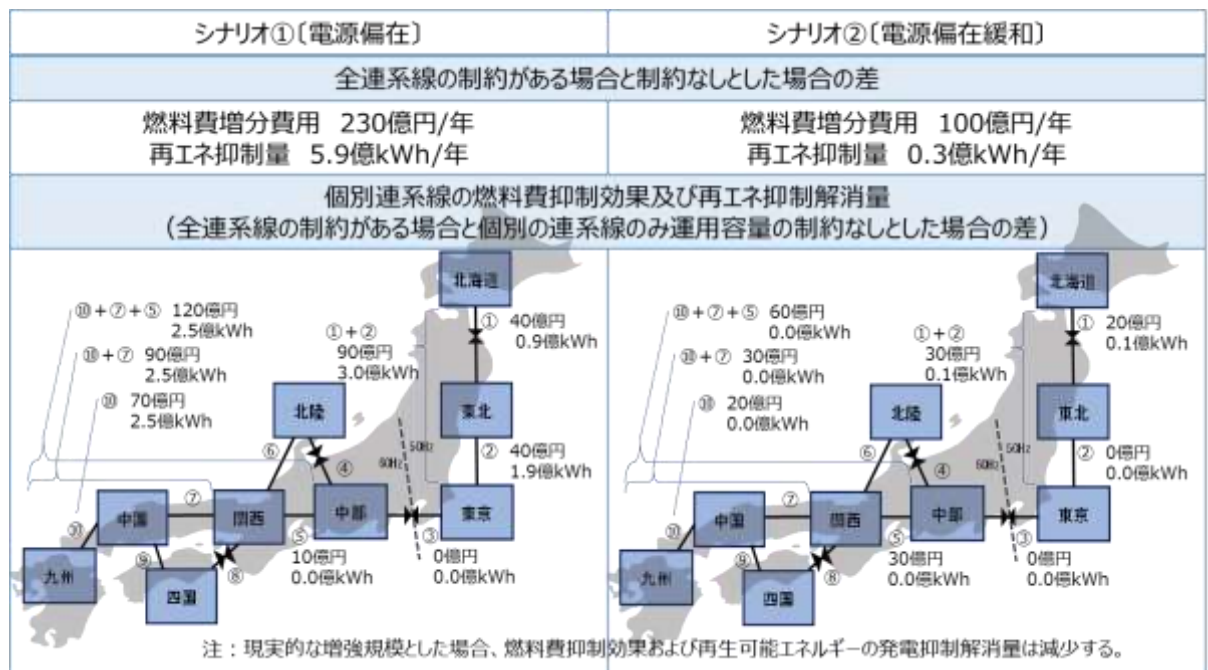 シナリオ①〔電源偏在〕
シナリオ②〔電源偏在緩和〕
全連系線の制約がある場合と制約なしとした場合の差
燃料費増分費用 230億円/年
再エネ抑制量 5.9億kWh/年
燃料費増分費用 100億円/年
再エネ抑制量 0.3億kWh/年
個別連系線の燃料費抑制効果及び再エネ抑制解消量
（全連系線の制約がある場合と個別の連系線のみ運用容量の制約なしとした場合の差）
北海道
⑩+⑦+⑤ 120億円
2.5億kWh
①+②
90億円
3.0億kWh
① 40億円
0.9億kWh
⑩+⑦ 90億円
2.5億kWh
⑩ 70億円
2.5億kWh
北陸
東北
⑥
④
60Hz
50Hz
② 40億円
1.9億kWh
⑦
中国
関西
中部
東京
⑩
⑨
⑤
③
九州
四国
⑧
10億円
0.0億kWh
0億円
0.0億kWh
北海道
⑩+⑦+⑤ 60億円
0.0億kWh
①+②
30億円
0.1億kWh
① 20億円
0.1億kWh
⑩+⑦ 30億円
0.0億kWh
⑩ 20億円
0.0億kWh
北陸
東北
⑥
④
60Hz
50Hz
② 0億円
0.0億kWh
⑦
中国
関西
中部
東京
⑩
⑨
⑤
③
九州
四国
⑧
30億円
0.0億kWh
0億円
0.0億kWh
注：現実的な増強規模とした場合、燃料費抑制効果および再生可能エネルギーの発電抑制解消量は減少する。